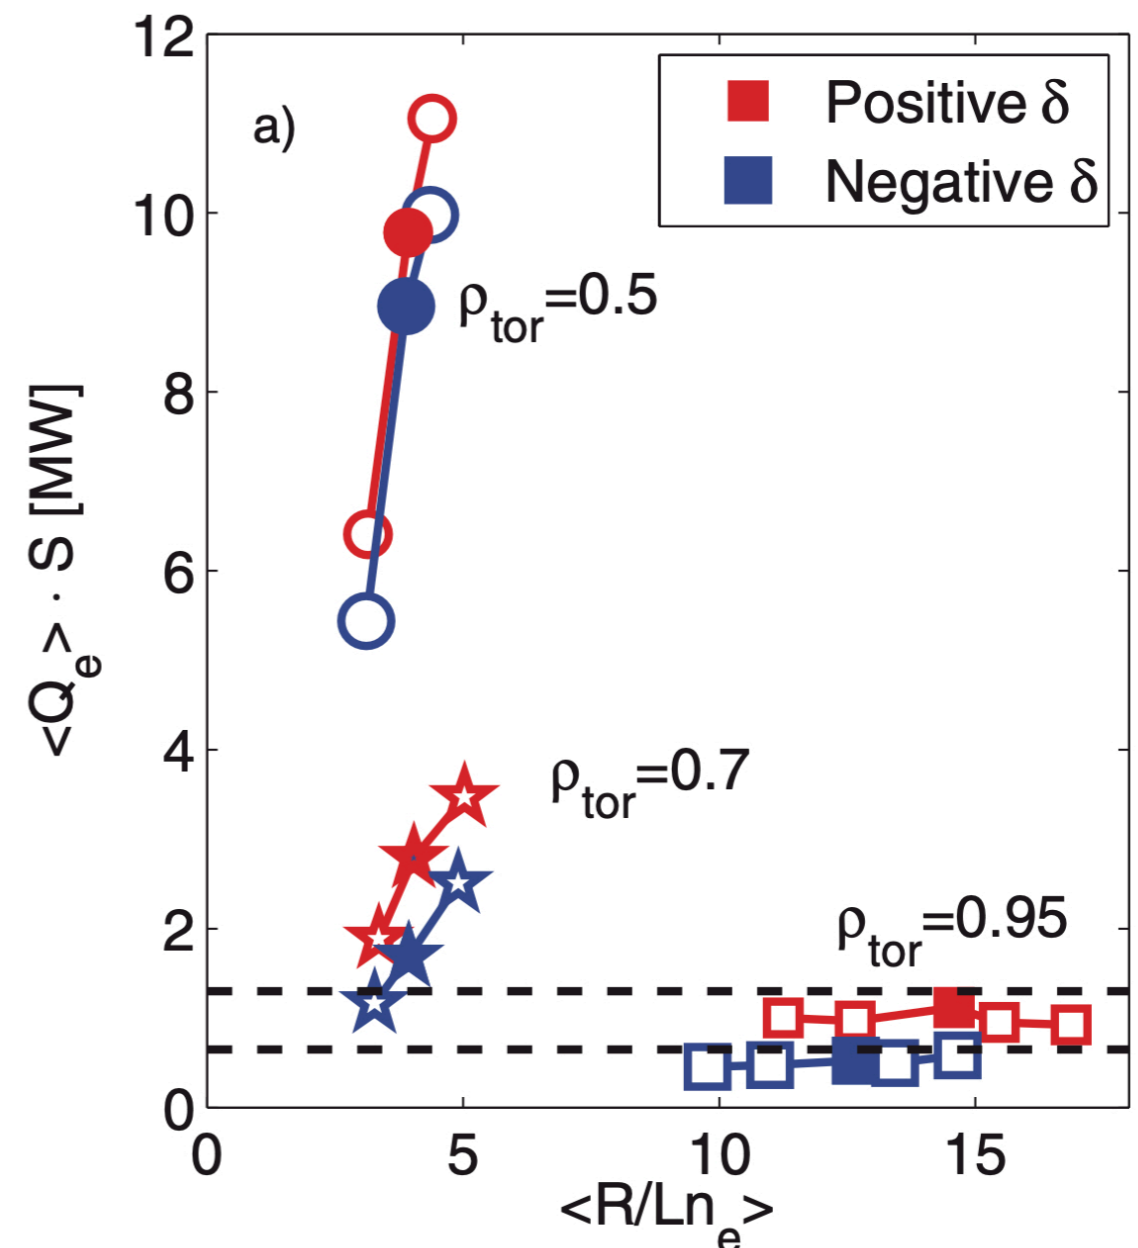 12
10
8
6
4
2
0
0 5 10 15
a)
Positive δ
Negative δ
ρtor=0.5
ρtor=0.7
ρtor=0.95
<Qe> · S [MW]
<R/Lne>